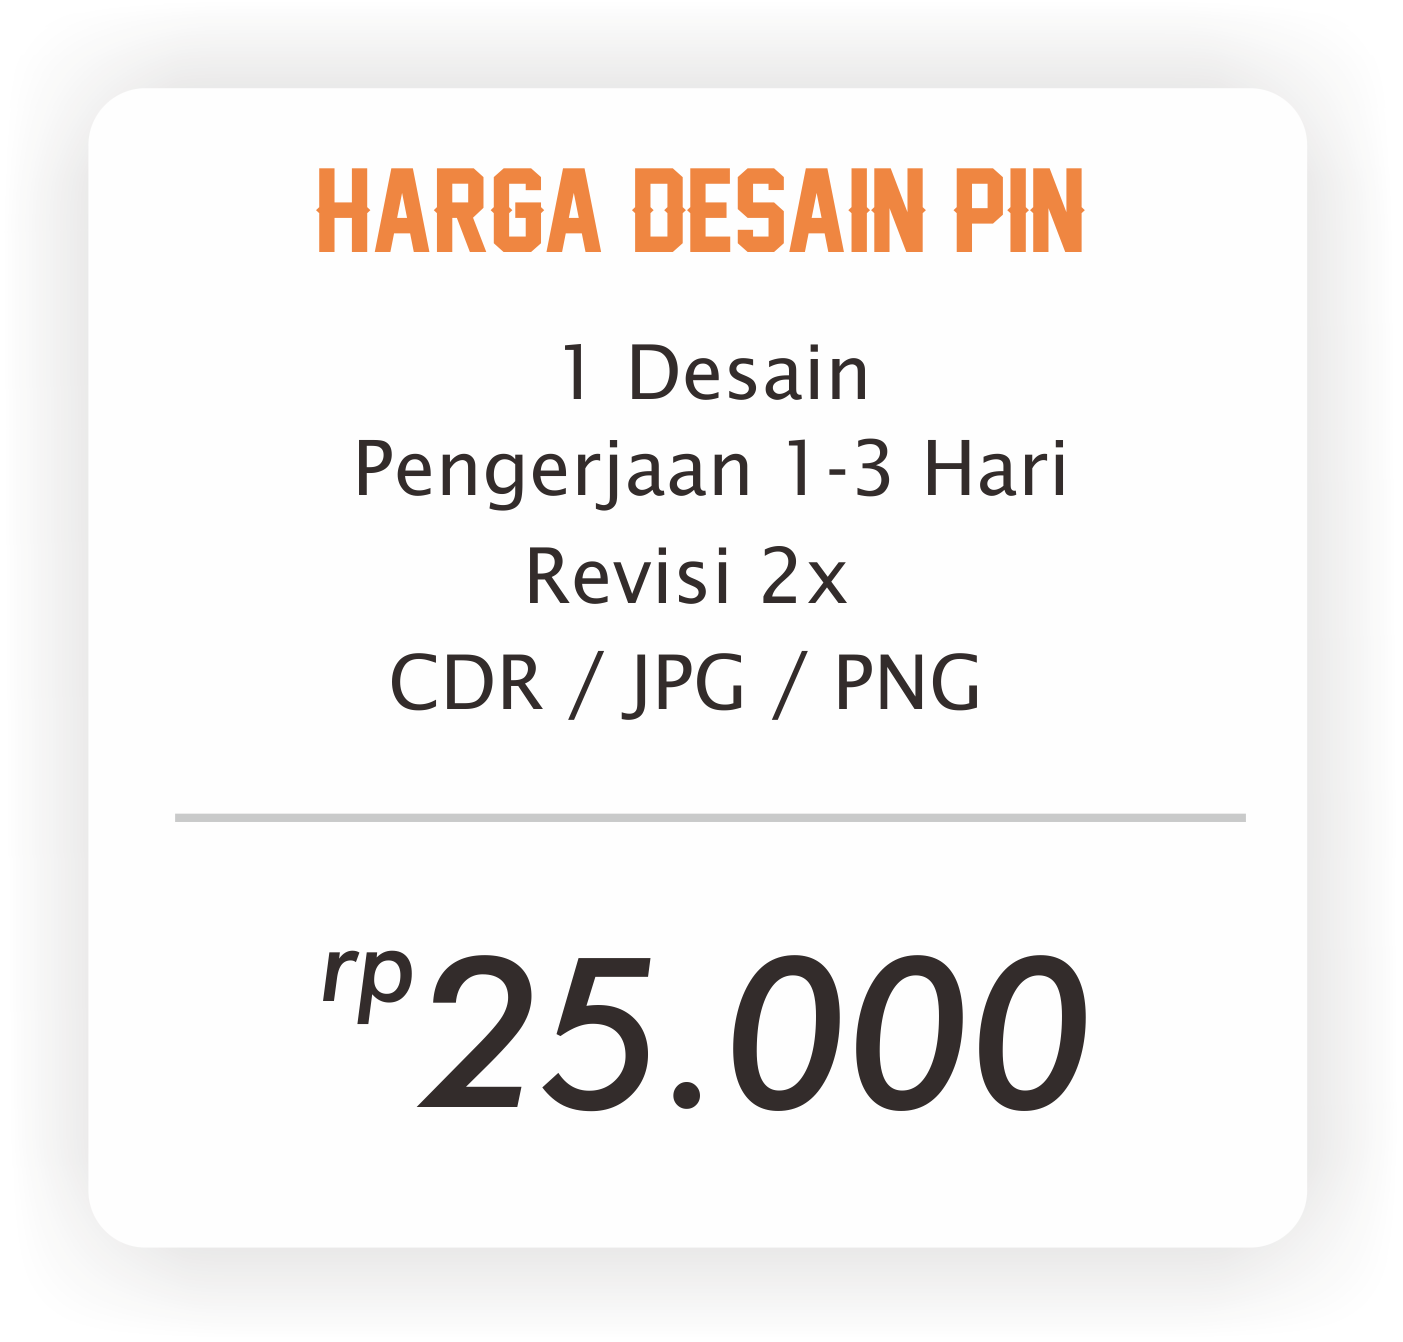 HARGA DESAIN PIN
1 Desain
Pengerjaan 1-3 Hari
Revisi 2x
CDR / JPG / PNG
rp25.000